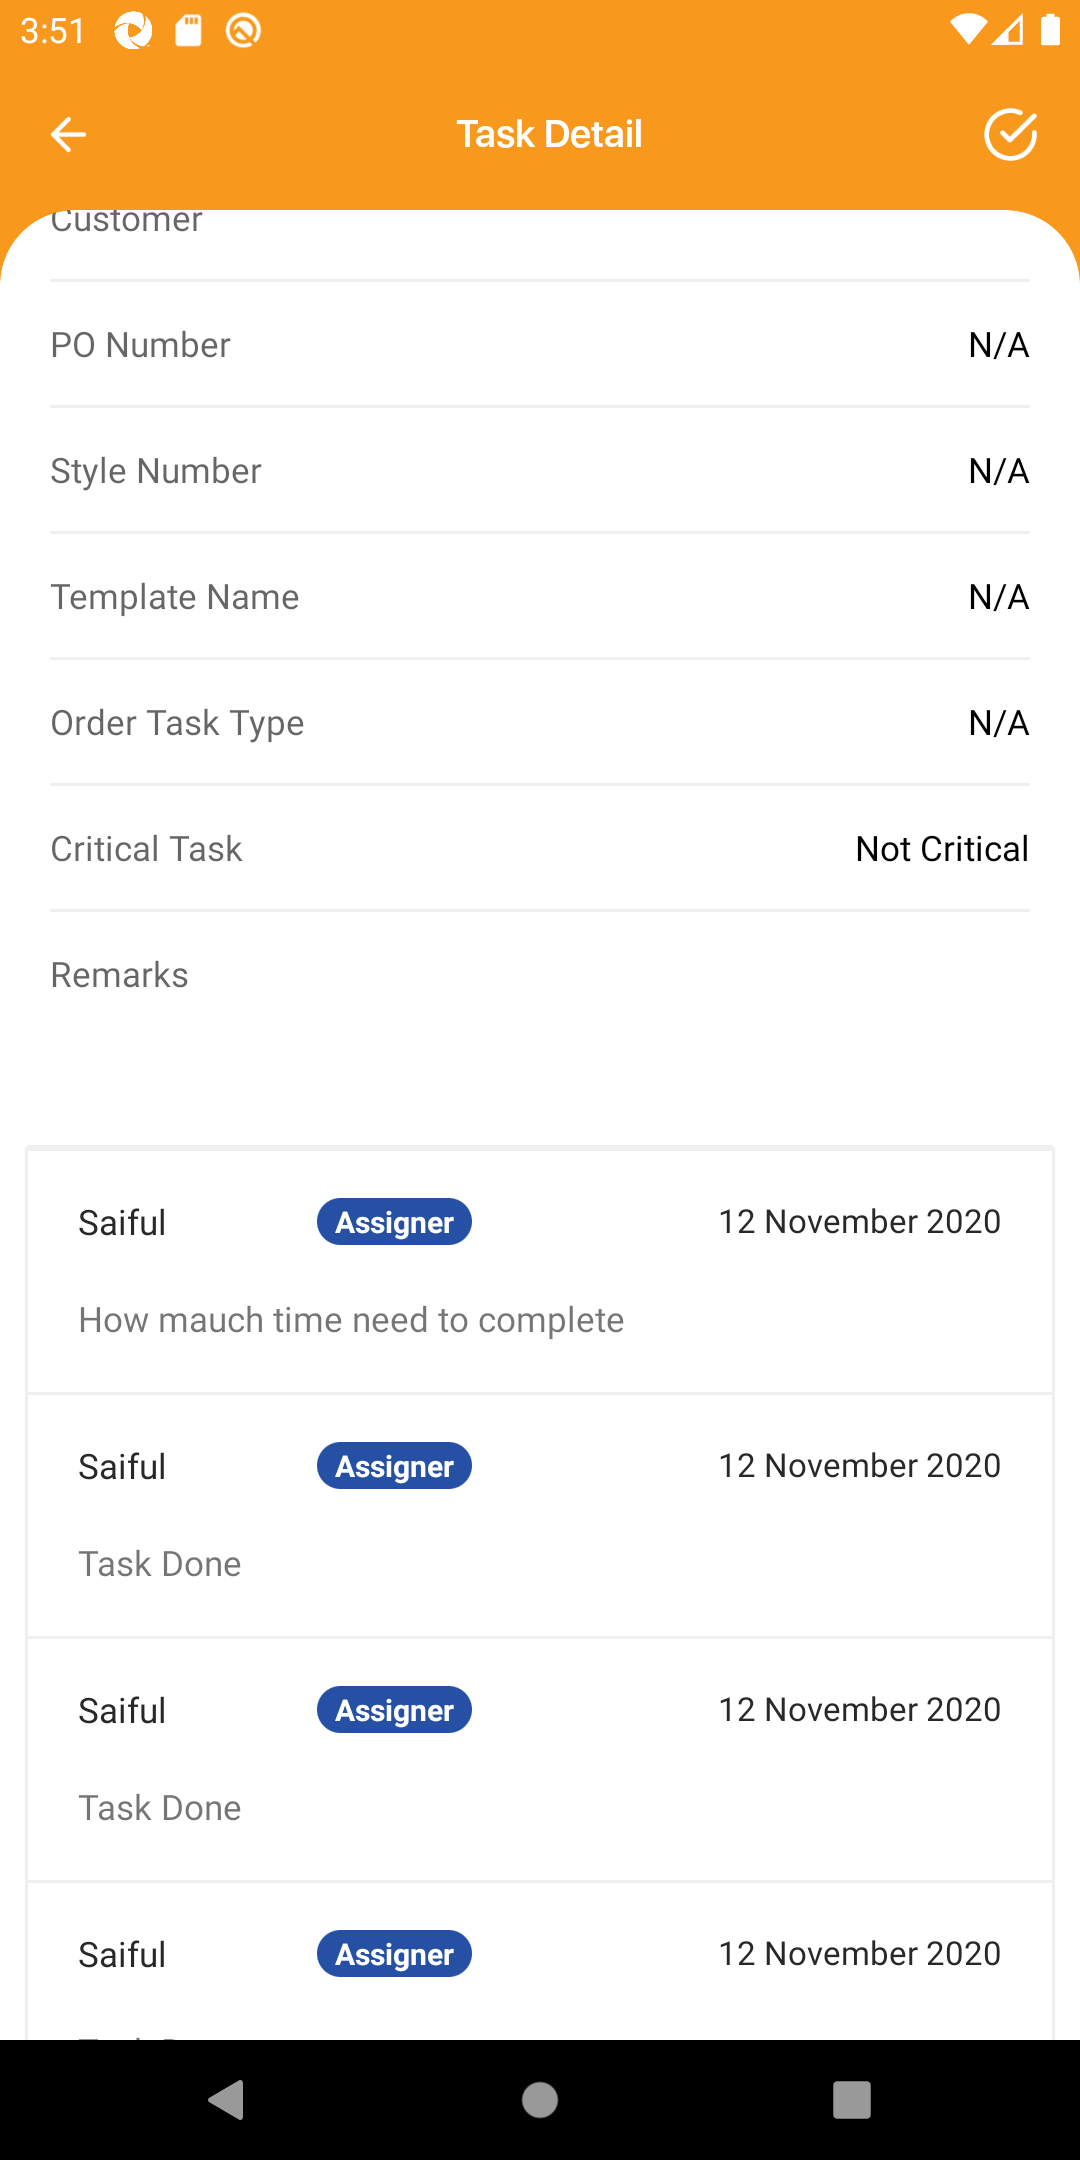 3:51
Task Detail
Customer
PO Number N/A
Style Number N/A
Template Name N/A
Order Task Type N/A
Critical Task Not Critical
Remarks
Saiful Assigner 12 November 2020
How mauch time need to complete
Saiful Assigner 12 November 2020
Task Done
Saiful Assigner 12 November 2020
Task Done
Saiful Assigner 12 November 2020